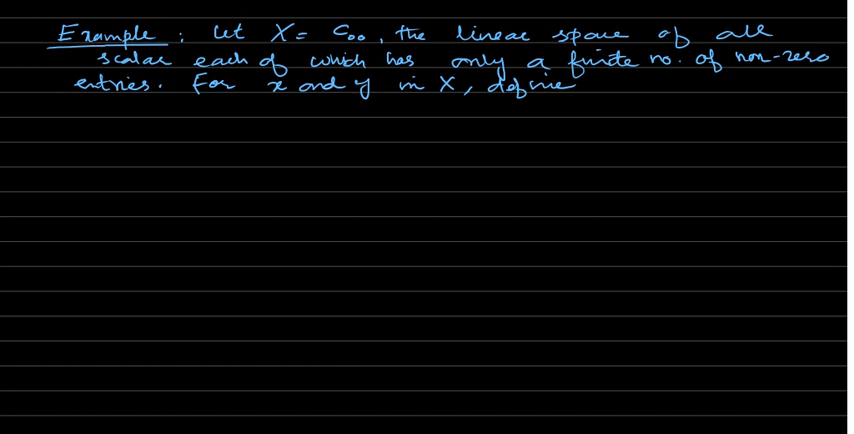 Example : Let X = C₀₀, the linear space of all
scalar each of which has only a finite no. of non-zero
entries. For x and y in X, define